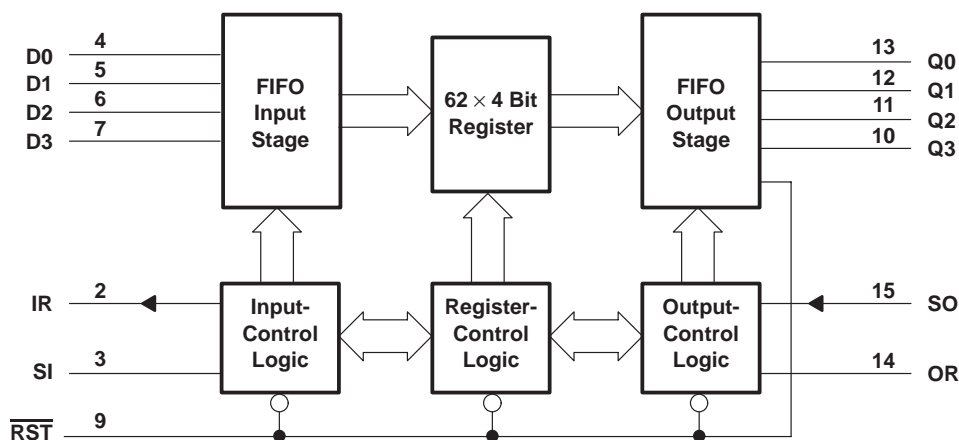 D0 4
D1 5
D2 6
D3 7
FIFO
Input
Stage
62 × 4 Bit
Register
FIFO
Output
Stage
13 Q0
12 Q1
11 Q2
10 Q3
IR 2
SI 3
Input-
Control
Logic
Register-
Control
Logic
Output-
Control
Logic
15 SO
14 OR
R̅S̅T̅ 9